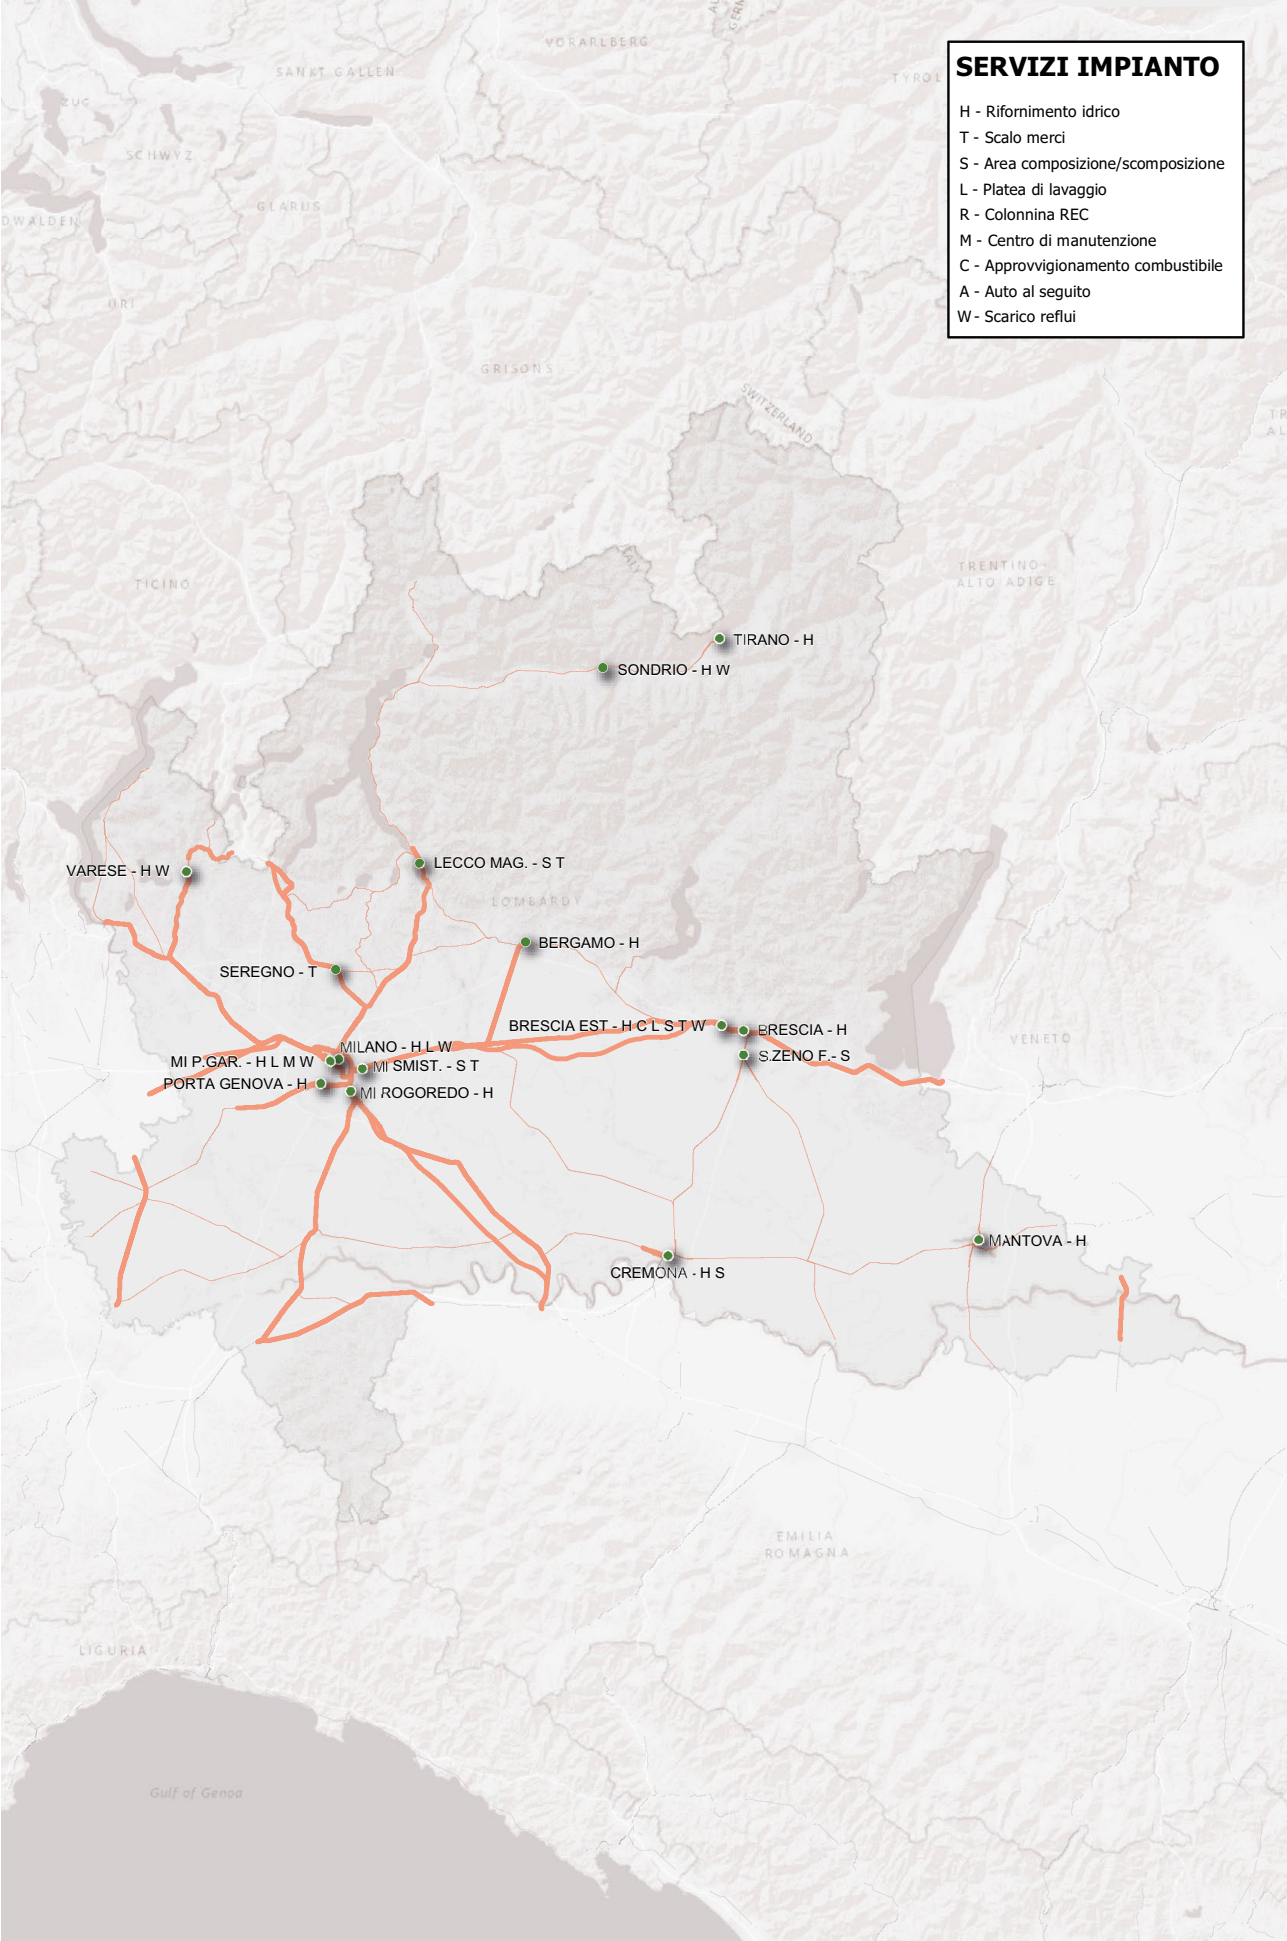 VORARLBERG
SANKT GALLEN
TYROL
ZUG
SCHWYZ
GLARUS
DWALDEN
URI
GRISONS
SWITZERLAND
ITALY
TICINO
TRENTINO-
ALTO ADIGE
SERVIZI IMPIANTO
H - Rifornimento idrico
T - Scalo merci
S - Area composizione/scomposizione
L - Platea di lavaggio
R - Colonnina REC
M - Centro di manutenzione
C - Approvvigionamento combustibile
A - Auto al seguito
W - Scarico reflui
TIRANO - H
SONDRIO - H W
LECCO MAG. - S T
VARESE - H W
LOMBARDY
BERGAMO - H
SEREGNO - T
BRESCIA EST - H C L S T W
BRESCIA - H
VENETO
MILANO - H L W
S.ZENO F.- S
MI P.GAR. - H L M W
MI SMIST. - S T
PORTA GENOVA - H
MI ROGOREDO - H
MANTOVA - H
CREMONA - H S
EMILIA
ROMAGNA
LIGURIA
Gulf of Genoa